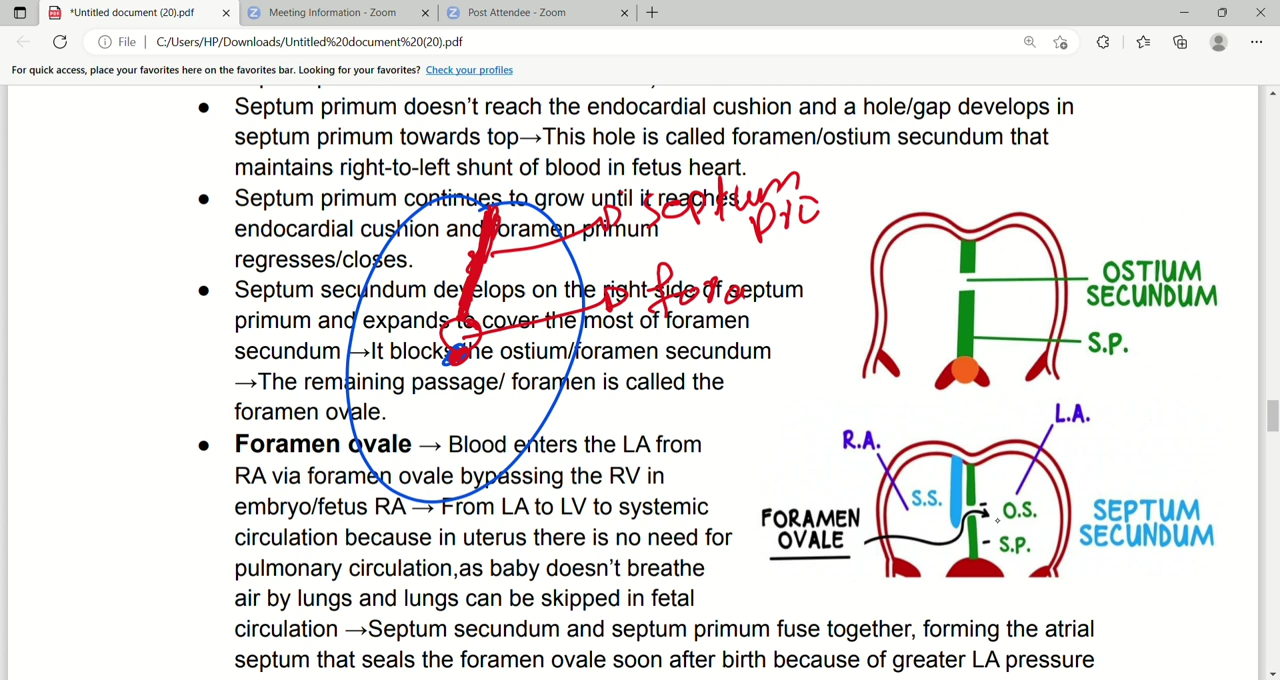 *Untitled document (20).pdf
Meeting Information - Zoom
Post Attendee - Zoom
File
C:/Users/HP/Downloads/Untitled%20document%20(20).pdf
For quick access, place your favorites here on the favorites bar. Looking for your favorites? Check your profiles
● Septum primum doesn't reach the endocardial cushion and a hole/gap develops in
septum primum towards top→This hole is called foramen/ostium secundum that
maintains right-to-left shunt of blood in fetus heart.
● Septum primum continues to grow until it reaches
endocardial cushion and foramen primum
regresses/closes.
● Septum secundum develops on the right side of septum
primum and expands to cover the most of foramen
secundum →It blocks the ostium/foramen secundum
→The remaining passage/ foramen is called the
foramen ovale.
● Foramen ovale → Blood enters the LA from
RA via foramen ovale bypassing the RV in
embryo/fetus RA → From LA to LV to systemic
circulation because in uterus there is no need for
pulmonary circulation,as baby doesn't breathe
air by lungs and lungs can be skipped in fetal
circulation →Septum secundum and septum primum fuse together, forming the atrial
septum that seals the foramen ovale soon after birth because of greater LA pressure
septum
pro
fora
OSTIUM
SECUNDUM
S.P.
L.A.
R.A.
S.S.
O.S.
S.P.
FORAMEN
OVALE
SEPTUM
SECUNDUM